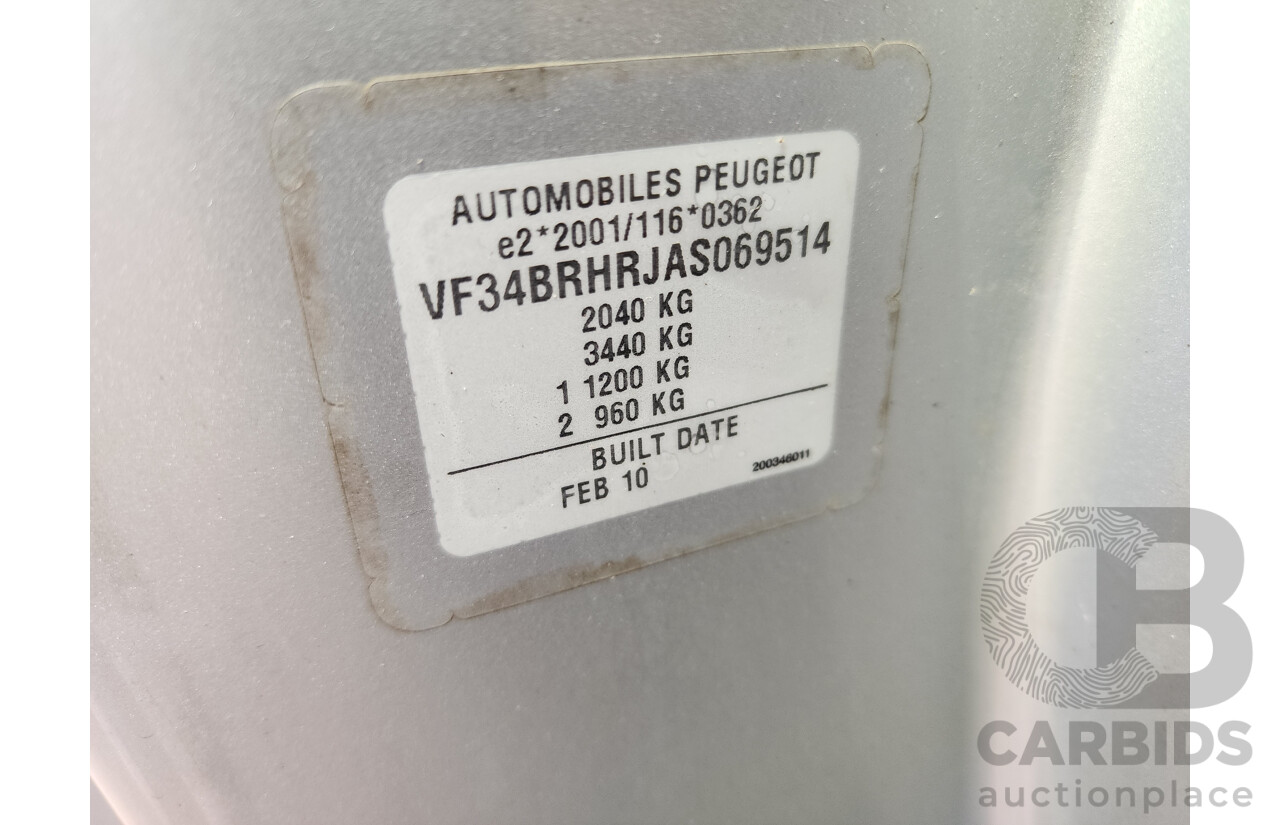 AUTOMOBILES PEUGEOT
e2*2001/116*0362
VF34BRHRJAS069514
2040 KG
3440 KG
1 1200 KG
2 960 KG
BUILT DATE
FEB 10
200346011
CB
CARBIDS
auctionplace